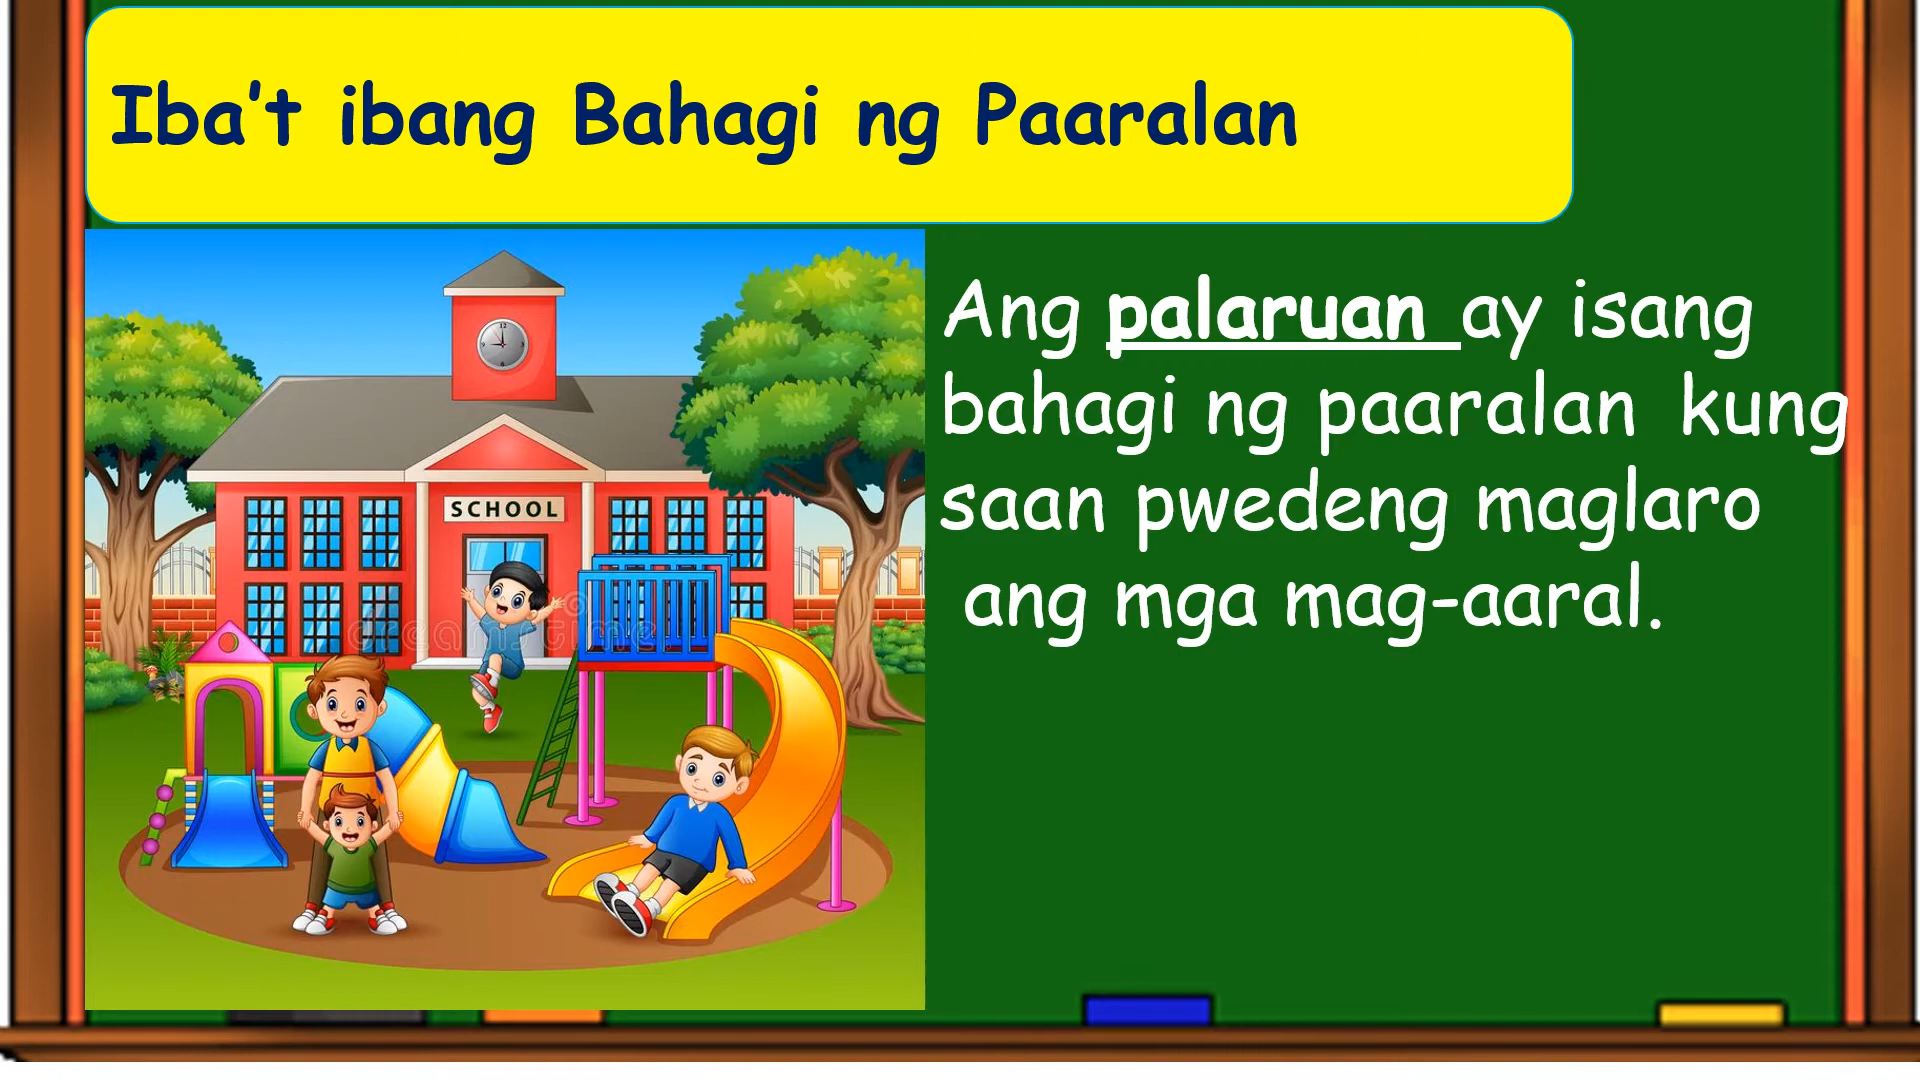 Iba't ibang Bahagi ng Paaralan
SCHOOL
dreamstime
Ang palaruan ay isang
bahagi ng paaralan kung
saan pwedeng maglaro
ang mga mag-aaral.